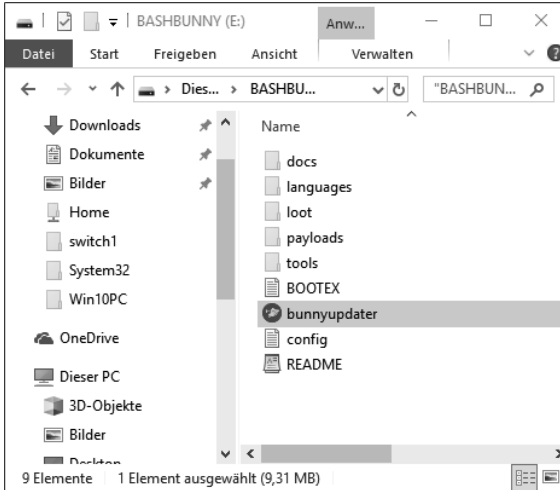 BASHBUNNY (E:)
Anw...
Datei Start Freigeben Ansicht Verwalten
Dies... BASHBU... "BASHBUN...
Downloads
Dokumente
Bilder
Home
switch1
System32
Win10PC
OneDrive
Dieser PC
3D-Objekte
Bilder
Desktop
Name
docs
languages
loot
payloads
tools
BOOTEX
bunnyupdater
config
README
9 Elemente 1 Element ausgewählt (9,31 MB)